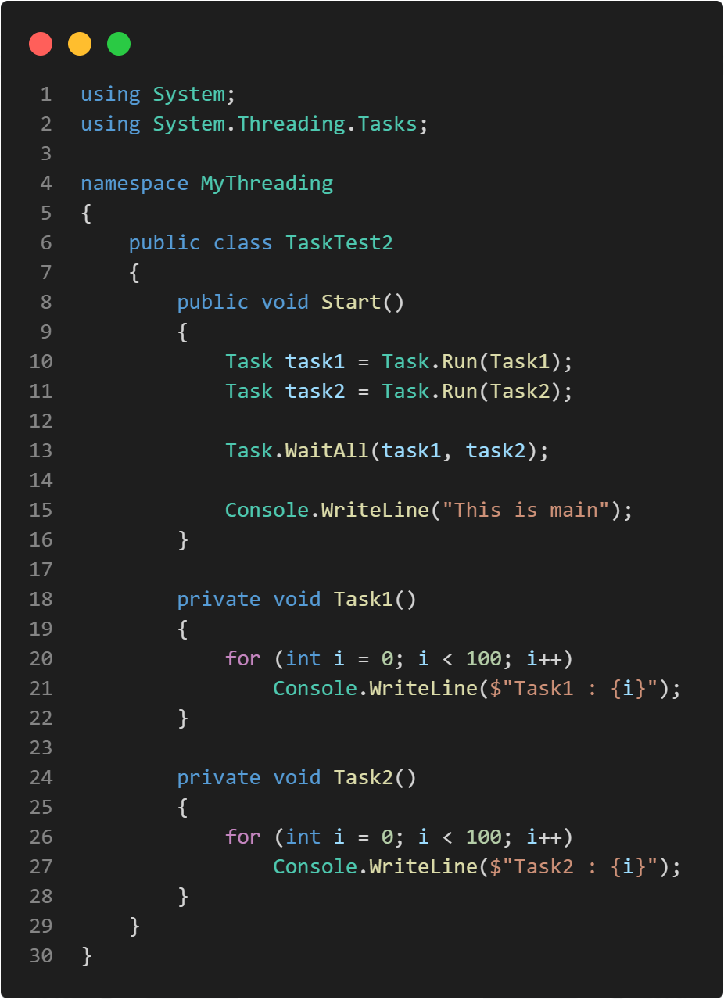 1 using System;
2 using System.Threading.Tasks;
3
4 namespace MyThreading
5 {
6     public class TaskTest2
7     {
8         public void Start()
9         {
10             Task task1 = Task.Run(Task1);
11             Task task2 = Task.Run(Task2);
12
13             Task.WaitAll(task1, task2);
14
15             Console.WriteLine("This is main");
16         }
17
18         private void Task1()
19         {
20             for (int i = 0; i < 100; i++)
21                 Console.WriteLine($"Task1 : {i}");
22         }
23
24         private void Task2()
25         {
26             for (int i = 0; i < 100; i++)
27                 Console.WriteLine($"Task2 : {i}");
28         }
29     }
30 }